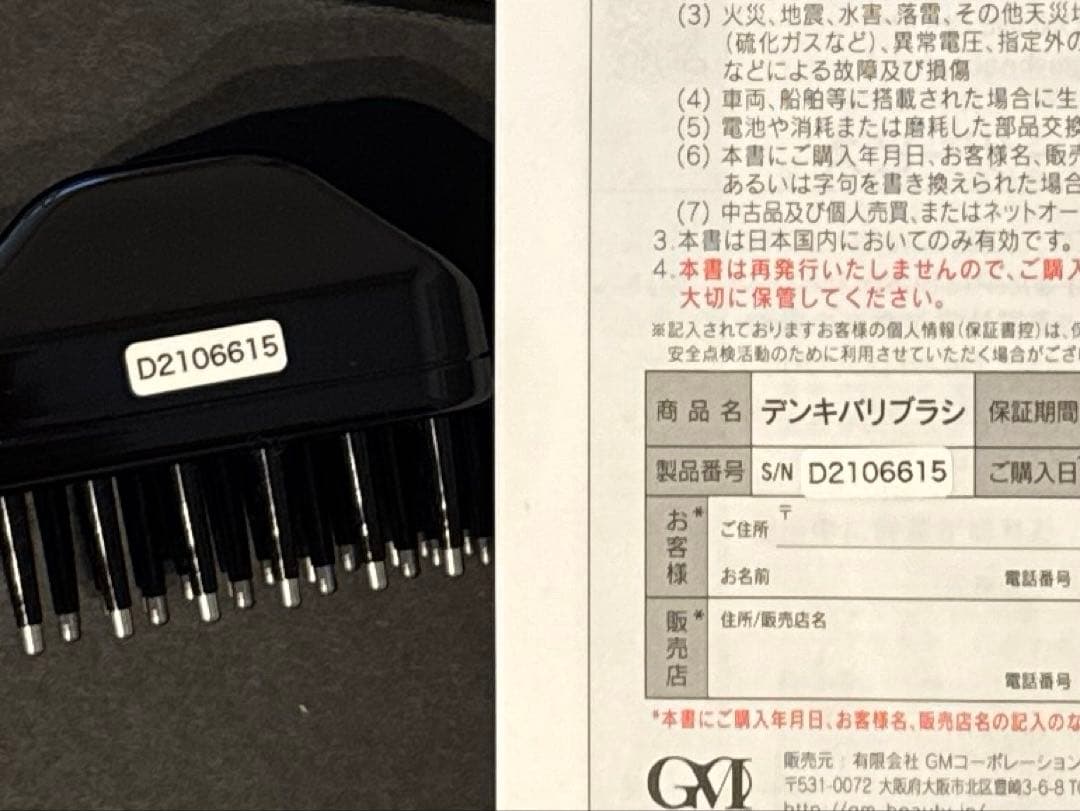 D2106615
(3) 火災、地震、水害、落雷、その他天災
(硫化ガスなど)、異常電圧、指定外の
などによる故障及び損傷
(4) 車両、船舶等に搭載された場合に生
(5) 電池や消耗または磨耗した部品交換
(6) 本書にご購入年月日、お客様名、販売
あるいは字句を書き換えられた場合
(7) 中古品及び個人売買、またはネットオー
3.本書は日本国内においてのみ有効です。
4.本書は再発行いたしませんので、ご購入
大切に保管してください。
※記入されておりますお客様の個人情報(保証書控)は、保
安全点検活動のために利用させていただく場合がござ
商品名 デンキバリブラシ 保証期間
製品番号 S/N D2106615 ご購入日
お客様* ご住所 〒
お名前 電話番号
販売店* 住所/販売店名
電話番号
*本書にご購入年月日、お客様名、販売店名の記入のな
GM
販売元:有限会社 GMコーポレーション
〒531-0072 大阪府大阪市北区豊崎3-6-8